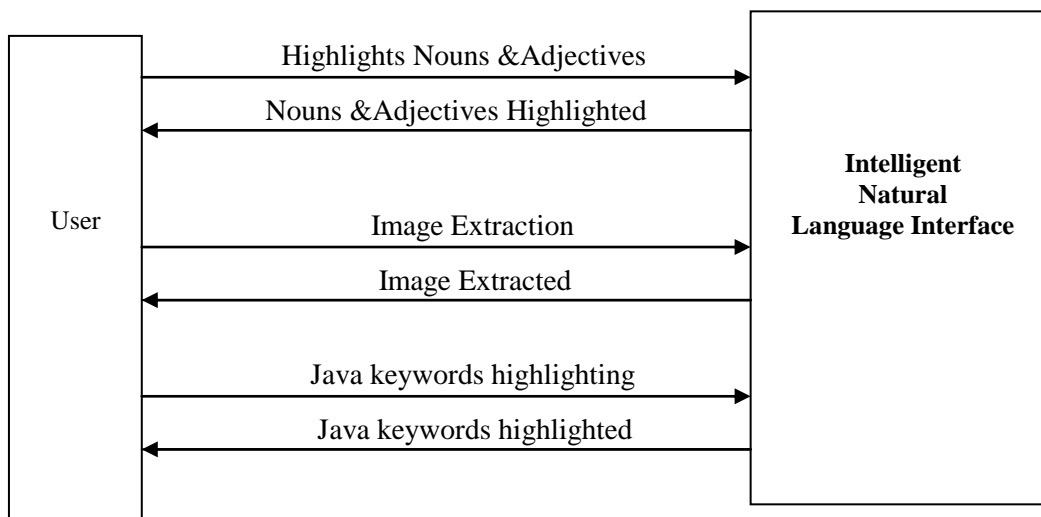 Highlights Nouns &Adjectives
Nouns &Adjectives Highlighted
User
Image Extraction
Image Extracted
Java keywords highlighting
Java keywords highlighted
Intelligent
Natural
Language Interface